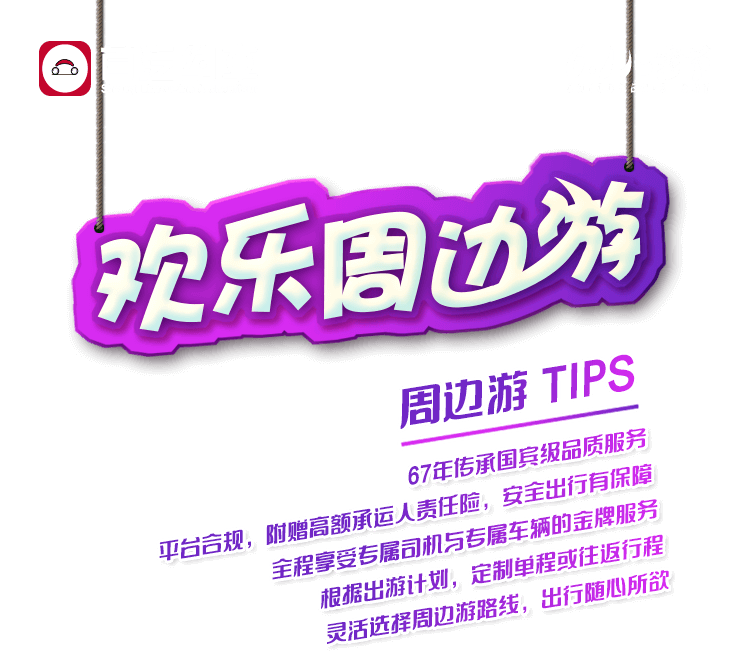 欢乐周边游
周边游 TIPS
67年传承国宾级品质服务
平台合规，附赠高额承运人责任险，安全出行有保障
全程享受专属司机与专属车辆的金牌服务
根据出游计划，定制单程或往返行程
灵活选择周边游路线，出行随心所欲